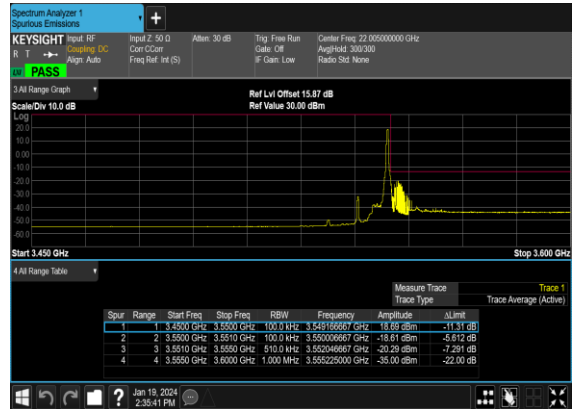 Spectrum Analyzer 1
Spurious Emissions
+
KEYSIGHT Input: RF Input Z: 50 Ω Atten: 30 dB Trig: Free Run Center Freq: 22.005000000 GHz
R T Coupling: DC Corr CCorr Gate: Off Avg|Hold: 300/300
Align: Auto Freq Ref: Int (S) IF Gain: Low Radio Std: None
PASS
3 All Range Graph
Ref Lvl Offset 15.87 dB
Scale/Div 10.0 dB Ref Value 30.00 dBm
Log
20.0
10.0
0.00
-10.0
-20.0
-30.0
-40.0
-50.0
-60.0
Start 3.450 GHz Stop 3.600 GHz
4 All Range Table
Measure Trace Trace 1
Trace Type Trace Average (Active)
Spur Range Start Freq Stop Freq RBW Frequency Amplitude ΔLimit
1 1 3.4500 GHz 3.5500 GHz 100.0 kHz 3.549166667 GHz 18.69 dBm -11.31 dB
2 2 3.5500 GHz 3.5510 GHz 100.0 kHz 3.550006667 GHz -18.61 dBm -5.612 dB
3 3 3.5510 GHz 3.5550 GHz 510.0 kHz 3.552046667 GHz -20.29 dBm -7.291 dB
4 4 3.5550 GHz 3.6000 GHz 1.000 MHz 3.555225000 GHz -35.00 dBm -22.00 dB
? Jan 19, 2024
2:35:41 PM